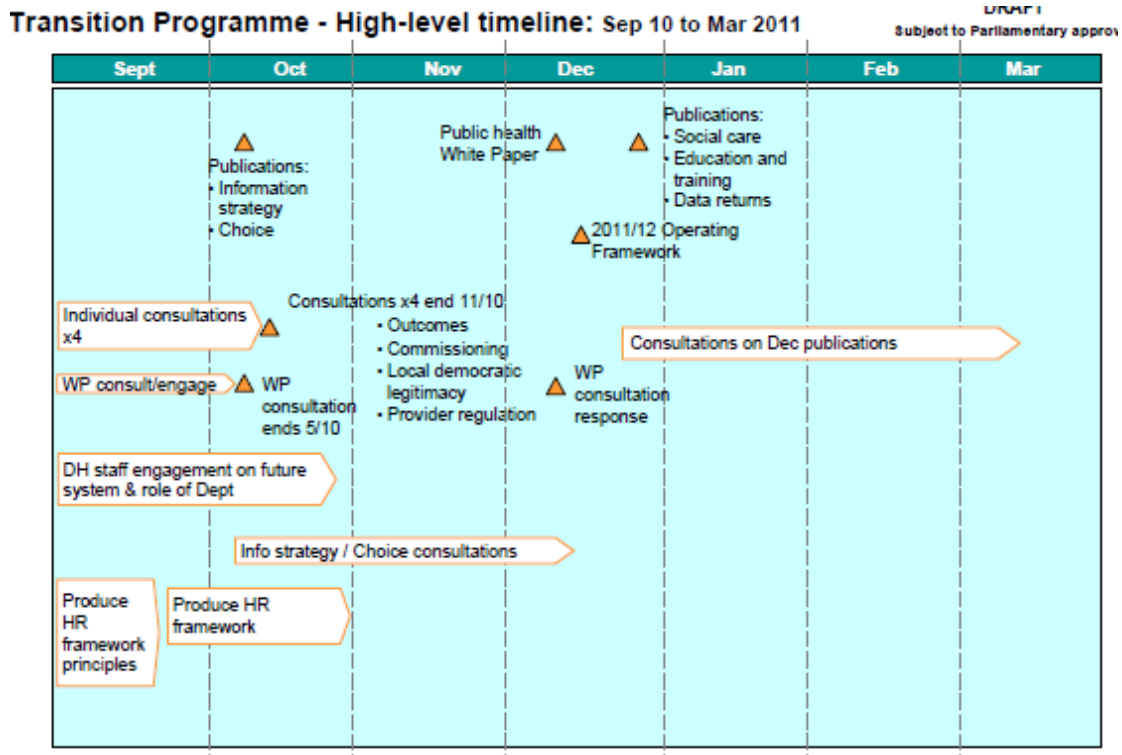 Transition Programme - High-level timeline: Sep 10 to Mar 2011
DRAFT
Subject to Parliamentary approv
Sept Oct Nov Dec Jan Feb Mar
Publications:
• Information
strategy
• Choice
Public health
White Paper
Publications:
• Social care
• Education and
training
• Data returns
2011/12 Operating
Framework
Individual consultations
x4
Consultations x4 end 11/10
• Outcomes
• Commissioning
• Local democratic
legitimacy
• Provider regulation
Consultations on Dec publications
WP consult/engage
WP
consultation
ends 5/10
WP
consultation
response
DH staff engagement on future
system & role of Dept
Info strategy / Choice consultations
Produce
HR
framework
principles
Produce HR
framework